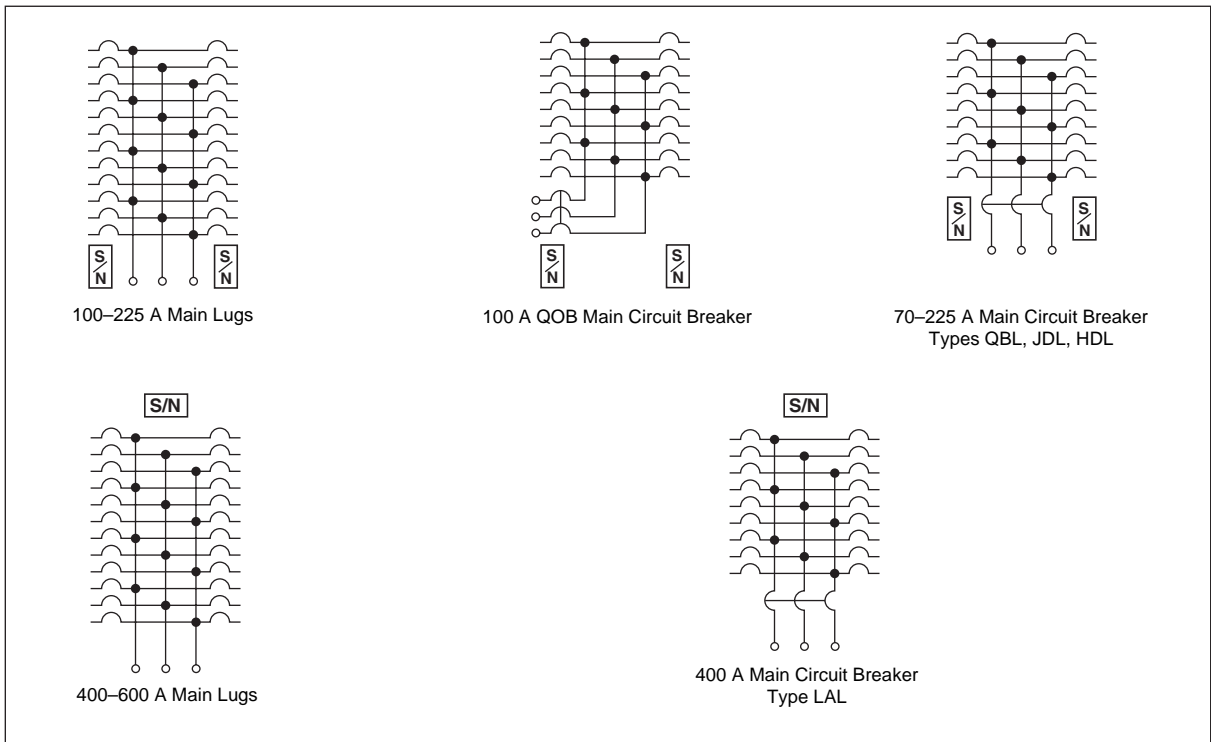 S/N S/N
100–225 A Main Lugs
S/N S/N
100 A QOB Main Circuit Breaker
S/N S/N
70–225 A Main Circuit Breaker
Types QBL, JDL, HDL
S/N
400–600 A Main Lugs
S/N
400 A Main Circuit Breaker
Type LAL